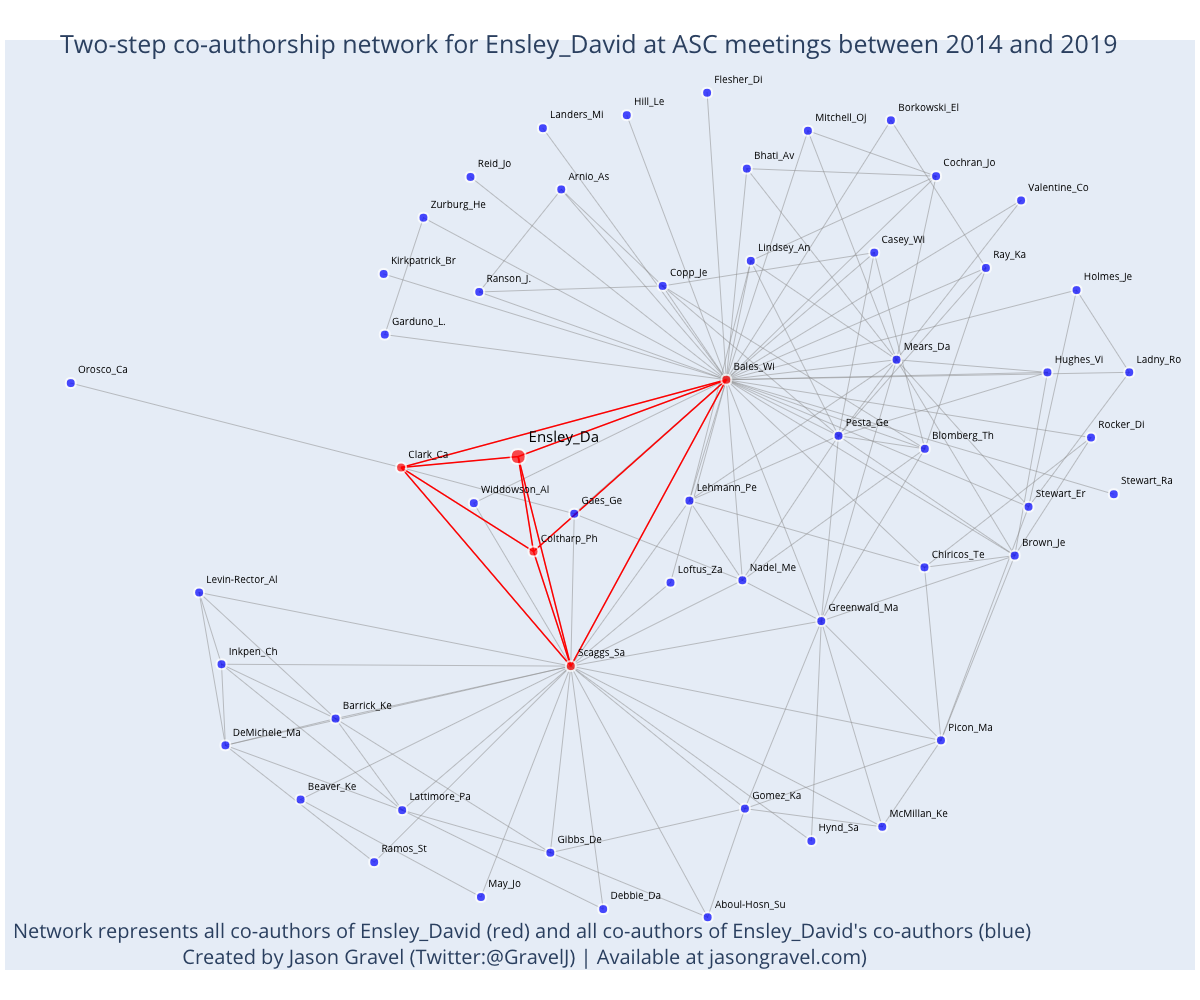 Two-step co-authorship network for Ensley_David at ASC meetings between 2014 and 2019
Flesher_Di
Hill_Le
Landers_Mi
Borkowski_El
Mitchell_Oj
Bhati_Av
Cochran_Jo
Reid_Jo
Arnio_As
Valentine_Co
Zurburg_He
Casey_Wi
Lindsey_An
Ray_Ka
Kirkpatrick_Br
Copp_Je
Ranson_J.
Holmes_Je
Garduno_L.
Mears_Da
Hughes_Vi
Ladny_Ro
Bales_Wi
Orosco_Ca
Pesta_Ge
Rocker_Di
Ensley_Da
Blomberg_Th
Clark_Ca
Stewart_Ra
Widdowson_Al
Lehmann_Pe
Stewart_Er
Gaes_Ge
Coltharp_Ph
Brown_Je
Chiricos_Te
Loftus_Za
Nadel_Me
Levin-Rector_Al
Greenwald_Ma
Inkpen_Ch
Scaggs_Sa
Barrick_Ke
Picon_Ma
DeMichele_Ma
Beaver_Ke
Lattimore_Pa
Gomez_Ka
McMillan_Ke
Hynd_Sa
Gibbs_De
Ramos_St
May_Jo
Debbie_Da
Aboul-Hosn_Su
Network represents all co-authors of Ensley_David (red) and all co-authors of Ensley_David's co-authors (blue)
Created by Jason Gravel (Twitter:@GravelJ) | Available at jasongravel.com)